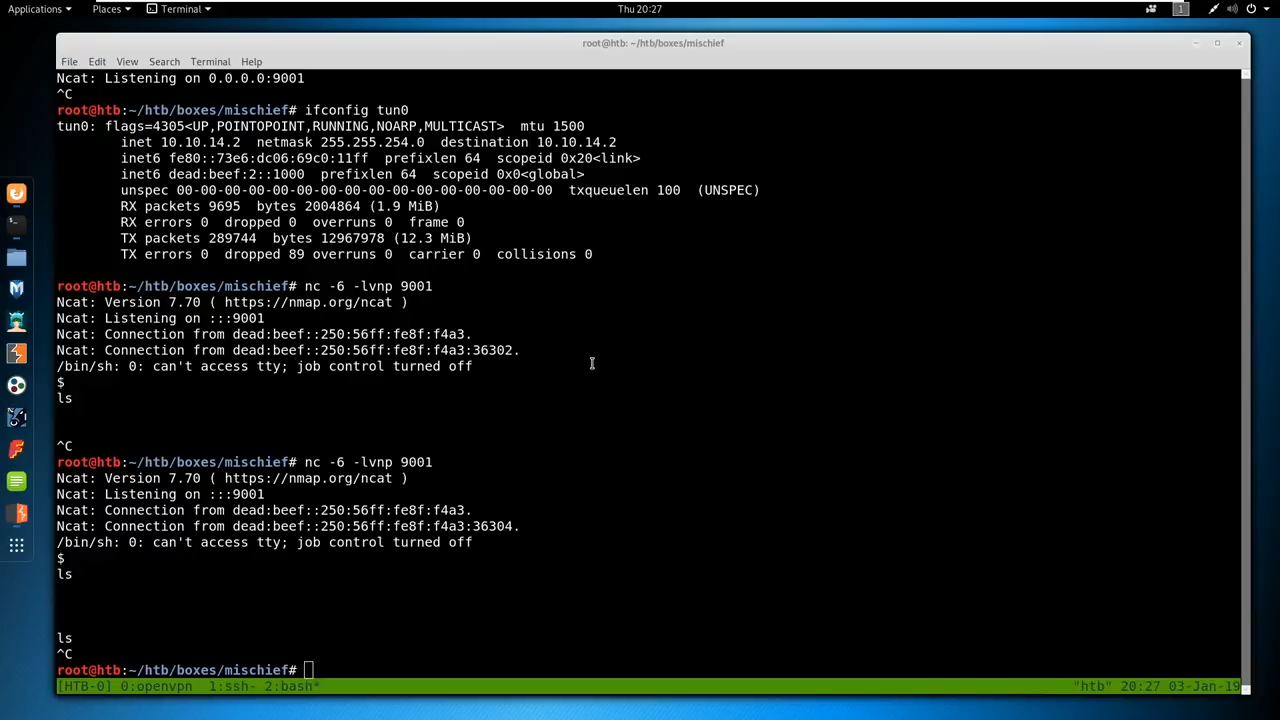 Applications Places Terminal Thu 20:27 1
root@htb: ~/htb/boxes/mischief
File Edit View Search Terminal Help
Ncat: Listening on 0.0.0.0:9001
^C
root@htb:~/htb/boxes/mischief# ifconfig tun0
tun0: flags=4305<UP,POINTOPOINT,RUNNING,NOARP,MULTICAST>  mtu 1500
        inet 10.10.14.2  netmask 255.255.254.0  destination 10.10.14.2
        inet6 fe80::73e6:dc06:69c0:11ff  prefixlen 64  scopeid 0x20<link>
        inet6 dead:beef:2::1000  prefixlen 64  scopeid 0x0<global>
        unspec 00-00-00-00-00-00-00-00-00-00-00-00-00-00-00-00  txqueuelen 100  (UNSPEC)
        RX packets 9695  bytes 2004864 (1.9 MiB)
        RX errors 0  dropped 0  overruns 0  frame 0
        TX packets 289744  bytes 12967978 (12.3 MiB)
        TX errors 0  dropped 89 overruns 0  carrier 0  collisions 0
root@htb:~/htb/boxes/mischief# nc -6 -lvnp 9001
Ncat: Version 7.70 ( https://nmap.org/ncat )
Ncat: Listening on :::9001
Ncat: Connection from dead:beef::250:56ff:fe8f:f4a3.
Ncat: Connection from dead:beef::250:56ff:fe8f:f4a3:36302.
/bin/sh: 0: can't access tty; job control turned off
$
ls
^C
root@htb:~/htb/boxes/mischief# nc -6 -lvnp 9001
Ncat: Version 7.70 ( https://nmap.org/ncat )
Ncat: Listening on :::9001
Ncat: Connection from dead:beef::250:56ff:fe8f:f4a3.
Ncat: Connection from dead:beef::250:56ff:fe8f:f4a3:36304.
/bin/sh: 0: can't access tty; job control turned off
$
ls
ls
^C
root@htb:~/htb/boxes/mischief#
[HTB-0] 0:openvpn  1:ssh- 2:bash* "htb" 20:27 03-Jan-19